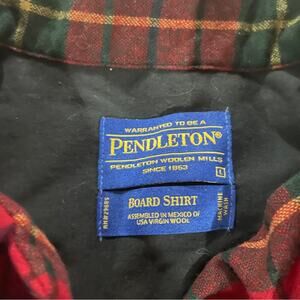 WARRANTED TO BE A
PENDLETON®
PENDLETON WOOLEN MILLS
SINCE 1863
L
BOARD SHIRT
ASSEMBLED IN MEXICO OF
USA VIRGIN WOOL
MACHINE
WASH